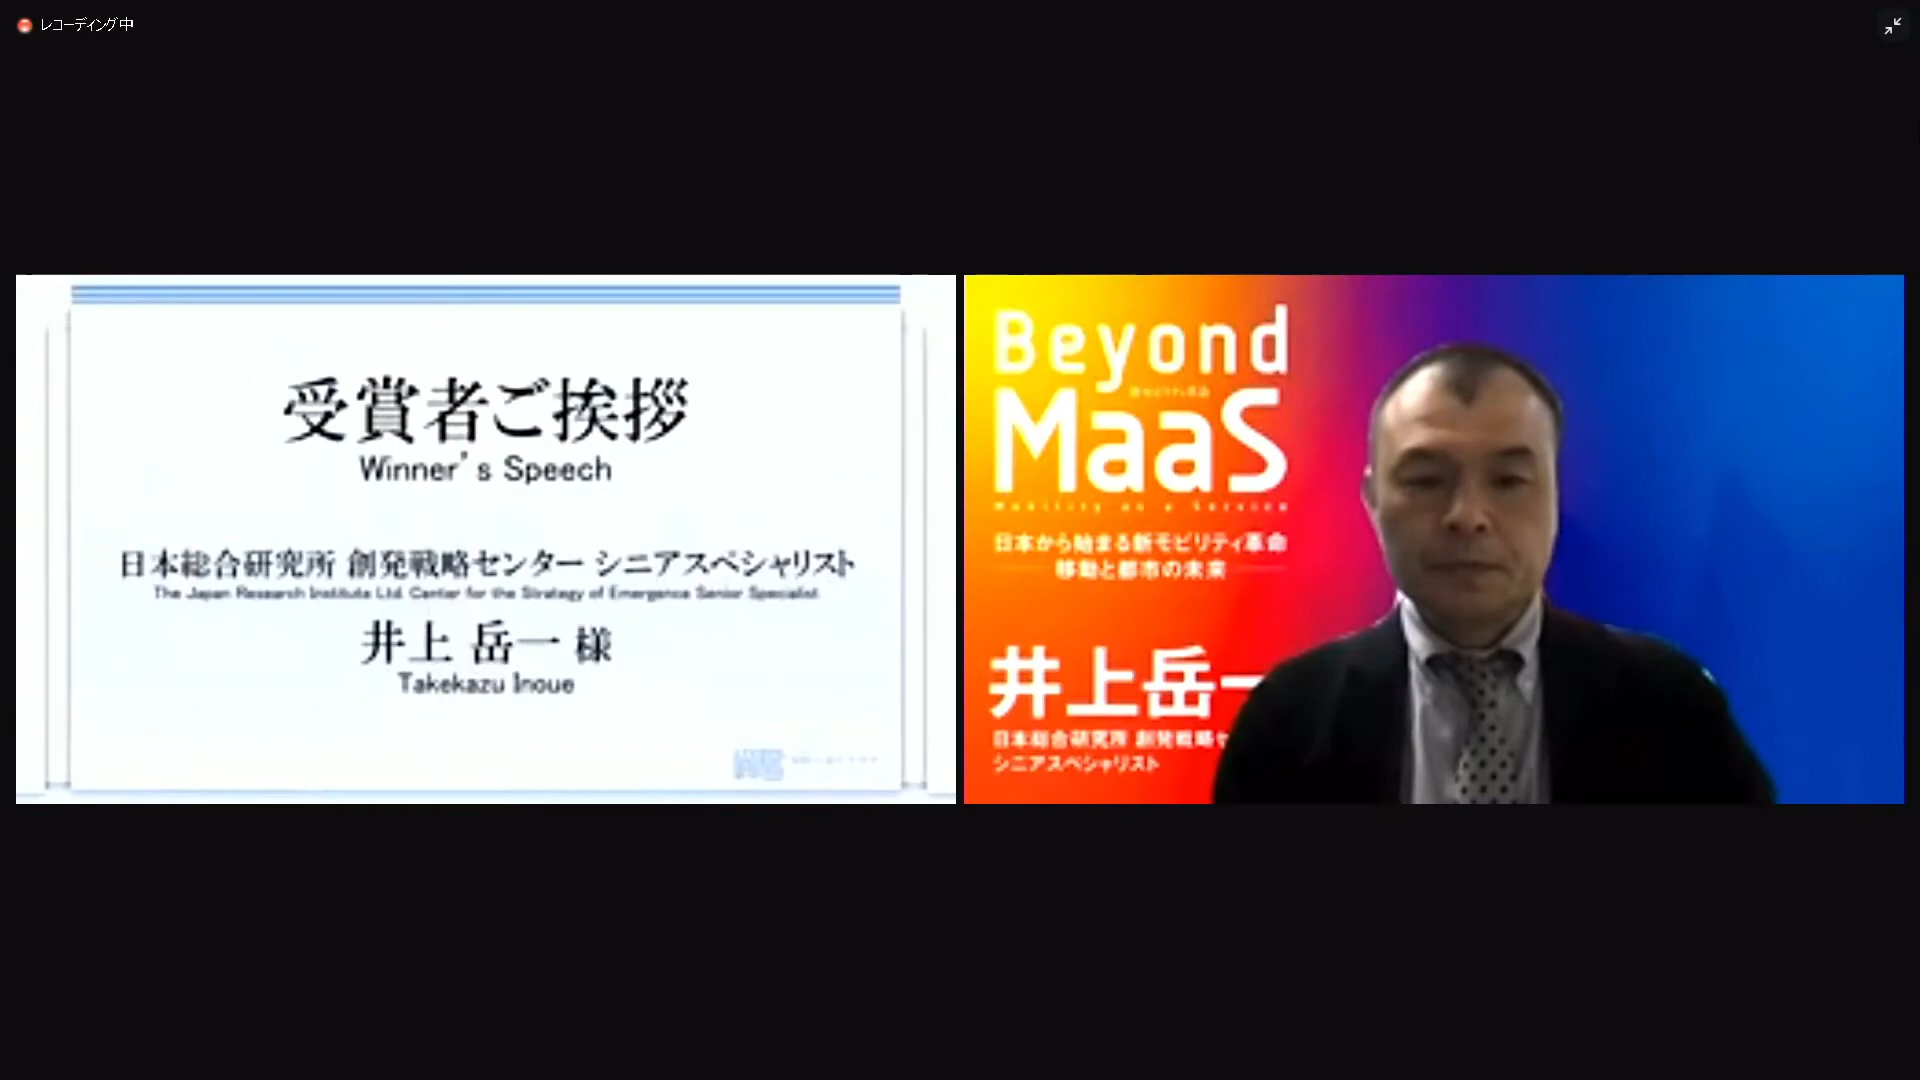 レコーディング中
受賞者ご挨拶
Winner's Speech
日本総合研究所 創発戦略センター シニアスペシャリスト
The Japan Research Institute Ltd. Center for the Strategy of Emergence Senior Specialist
井上 岳一 様
Takekazu Inoue
Beyond
MaaS
Mobility as a Service
日本から始まる新モビリティ革命
移動と都市の未来
井上岳一
日本総合研究所 創発戦略セ
シニアスペシャリスト